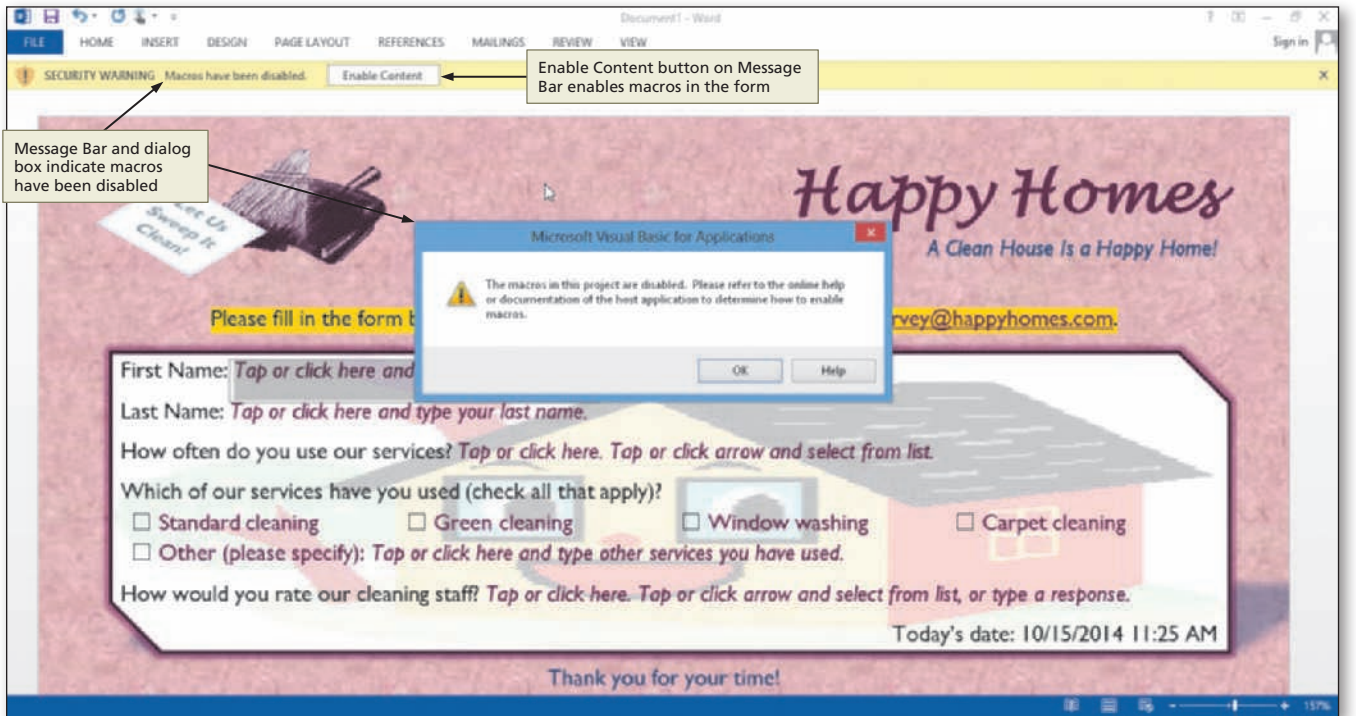 Document1 - Word
FILE HOME INSERT DESIGN PAGE LAYOUT REFERENCES MAILINGS REVIEW VIEW Sign in
SECURITY WARNING Macros have been disabled. Enable Content
Enable Content button on Message
Bar enables macros in the form
Message Bar and dialog
box indicate macros
have been disabled
Let Us
Sweep It
Clean!
Happy Homes
A Clean House Is a Happy Home!
Microsoft Visual Basic for Applications
The macros in this project are disabled. Please refer to the online help
or documentation of the host application to determine how to enable
macros.
OK Help
Please fill in the form
rvey@happyhomes.com.
First Name: Tap or click here and
Last Name: Tap or click here and type your last name.
How often do you use our services? Tap or click here. Tap or click arrow and select from list.
Which of our services have you used (check all that apply)?
☐ Standard cleaning ☐ Green cleaning ☐ Window washing ☐ Carpet cleaning
☐ Other (please specify): Tap or click here and type other services you have used.
How would you rate our cleaning staff? Tap or click here. Tap or click arrow and select from list, or type a response.
Today's date: 10/15/2014 11:25 AM
Thank you for your time!
157%